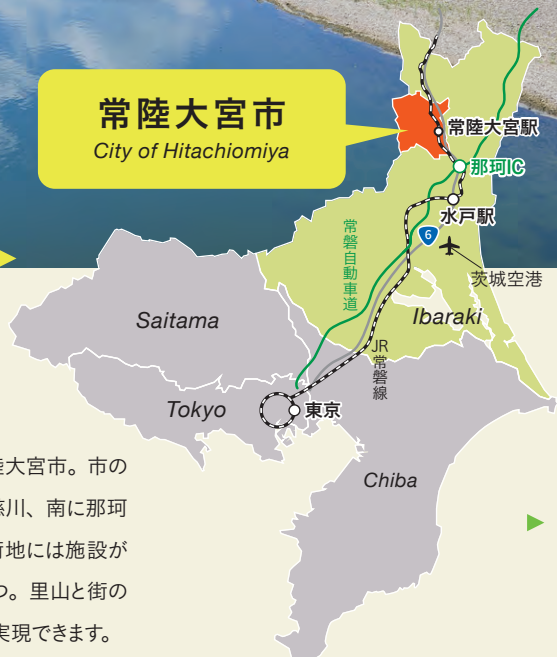 常陸大宮市
City of Hitachiomiya
常陸大宮駅
那珂IC
水戸駅
6
常磐自動車道
茨城空港
Saitama
Ibaraki
JR常磐線
Tokyo
東京
Chiba
陸大宮市。市の
慈川、南に那珂
街地には施設が
つ。里山と街の
実現できます。